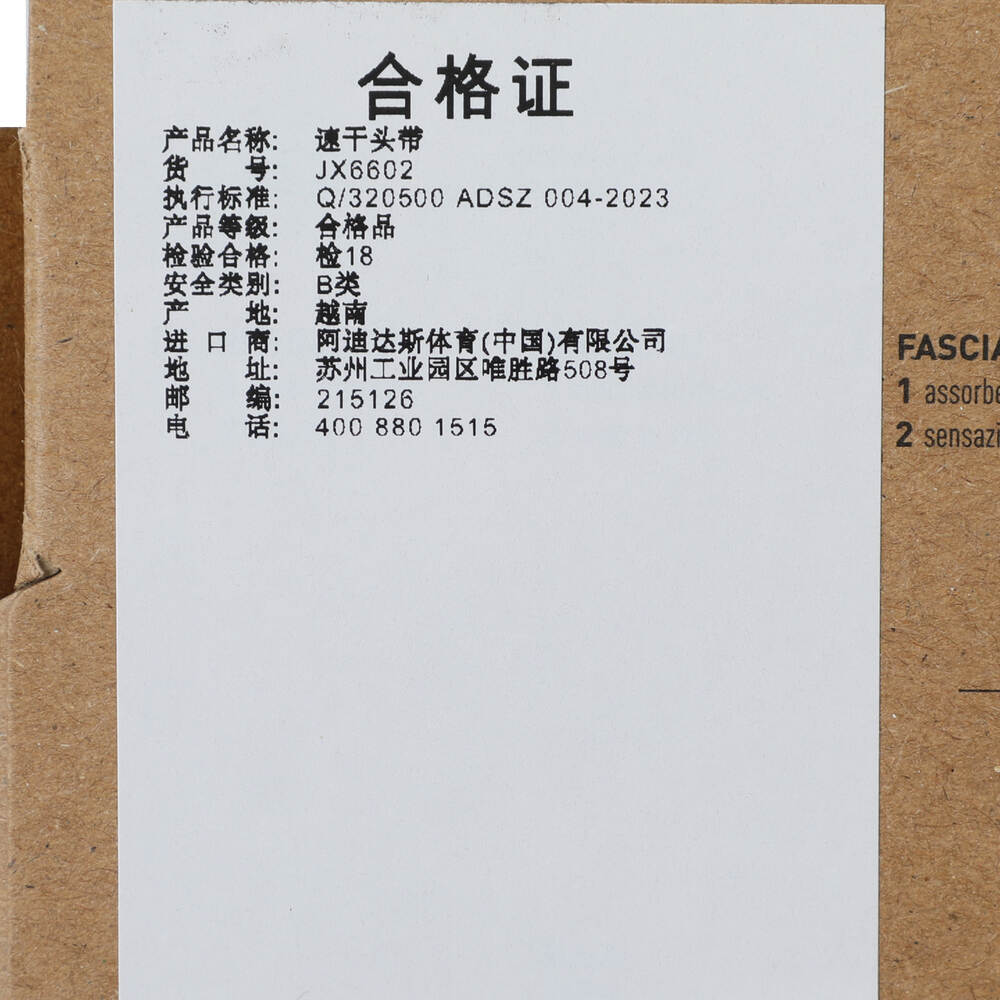 合格证
产品名称: 速干头带
货 号: JX6602
执行标准: Q/320500 ADSZ 004-2023
产品等级: 合格品
检验合格: 检18
安全类别: B类
产 地: 越南
进 口 商: 阿迪达斯体育(中国)有限公司
地 址: 苏州工业园区唯胜路508号
邮 编: 215126
电 话: 400 880 1515
FASCIA
1 assorbe
2 sensazi